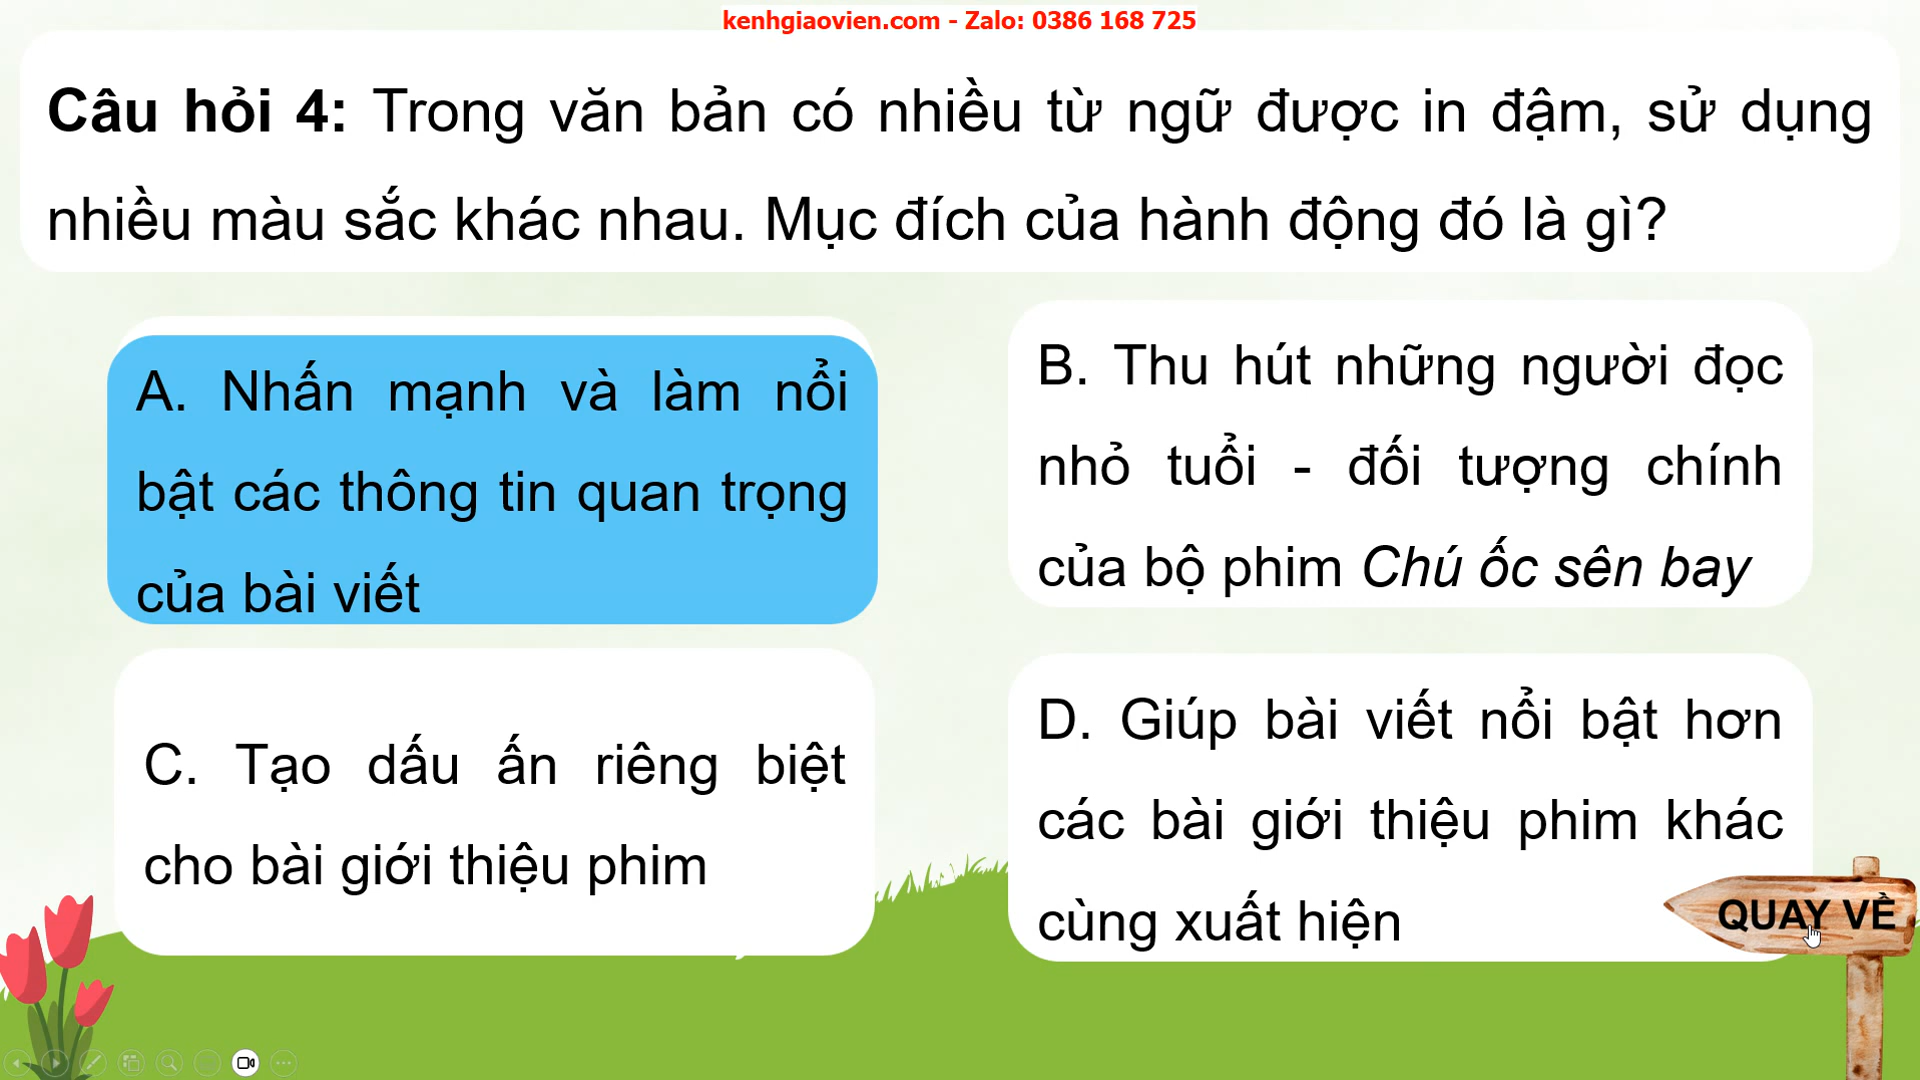 kenhgiaovien.com - Zalo: 0386 168 725
Câu hỏi 4: Trong văn bản có nhiều từ ngữ được in đậm, sử dụng
nhiều màu sắc khác nhau. Mục đích của hành động đó là gì?
A. Nhấn mạnh và làm nổi
bật các thông tin quan trọng
của bài viết
B. Thu hút những người đọc
nhỏ tuổi - đối tượng chính
của bộ phim Chú ốc sên bay
C. Tạo dấu ấn riêng biệt
cho bài giới thiệu phim
D. Giúp bài viết nổi bật hơn
các bài giới thiệu phim khác
cùng xuất hiện
QUAY VỀ